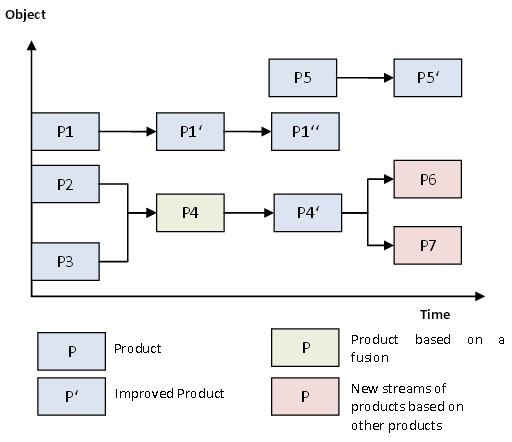 Object
P5 P5‘
P1 P1‘ P1‘‘
P2
P6
P4 P4‘
P7
P3
Time
P Product
P Product based on a
fusion
P‘ Improved Product
P New streams of
products based on
other products